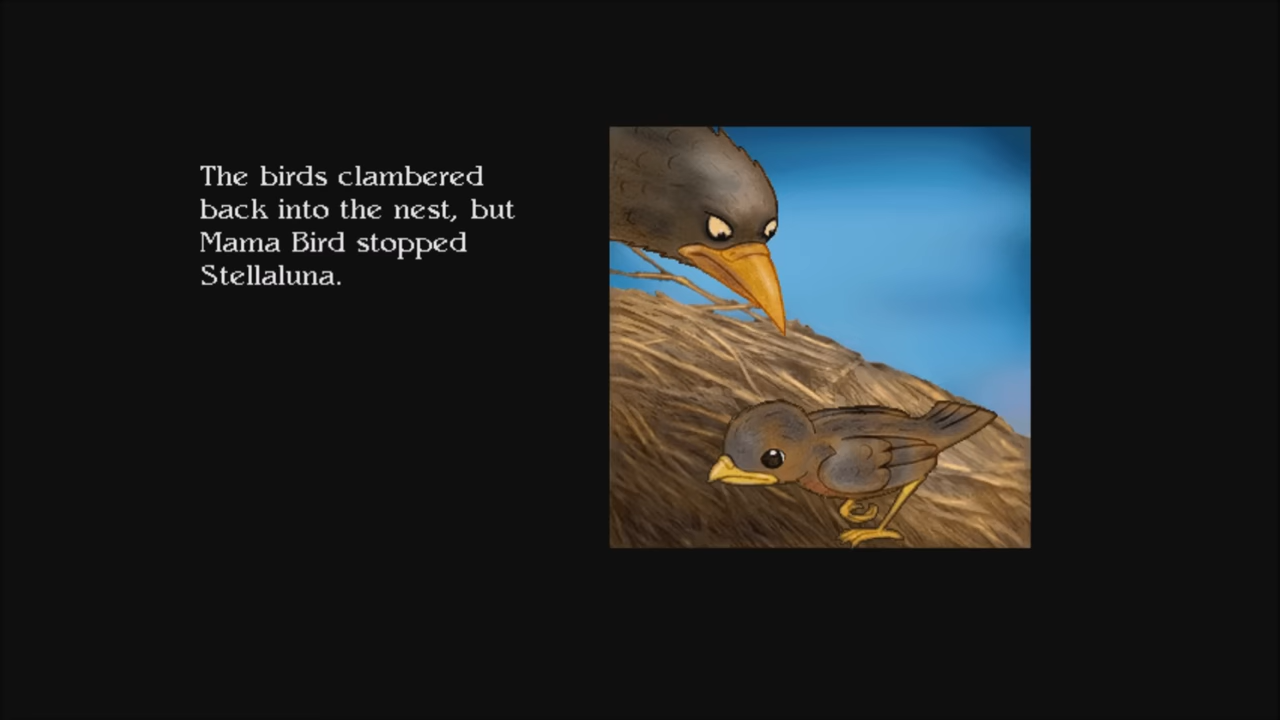 The birds clambered
back into the nest, but
Mama Bird stopped
Stellaluna.